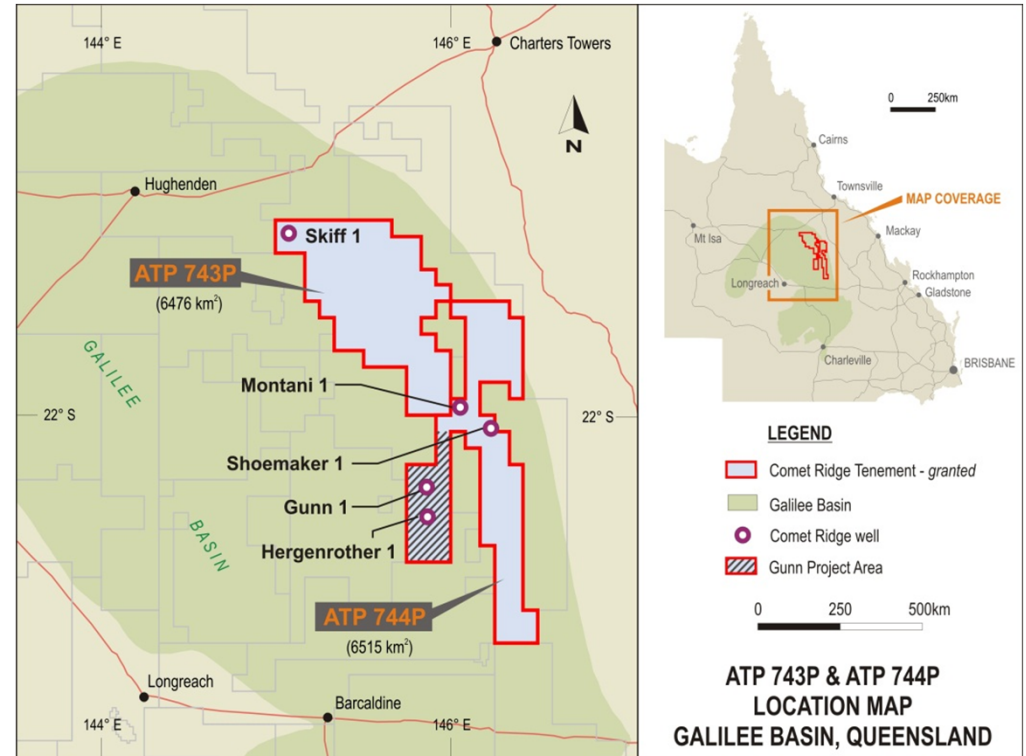 144° E
146° E
Charters Towers
N
Hughenden
Skiff 1
ATP 743P
(6476 km²)
GALILEE
Montani 1
22° S
22° S
Shoemaker 1
Gunn 1
BASIN
Hergenrother 1
ATP 744P
(6515 km²)
Longreach
Barcaldine
144° E
146° E
0 250km
Cairns
Townsville
MAP COVERAGE
Mt Isa
Mackay
Longreach
Rockhampton
Gladstone
Charleville
BRISBANE
LEGEND
Comet Ridge Tenement - granted
Galilee Basin
Comet Ridge well
Gunn Project Area
0 250 500km
ATP 743P & ATP 744P
LOCATION MAP
GALILEE BASIN, QUEENSLAND